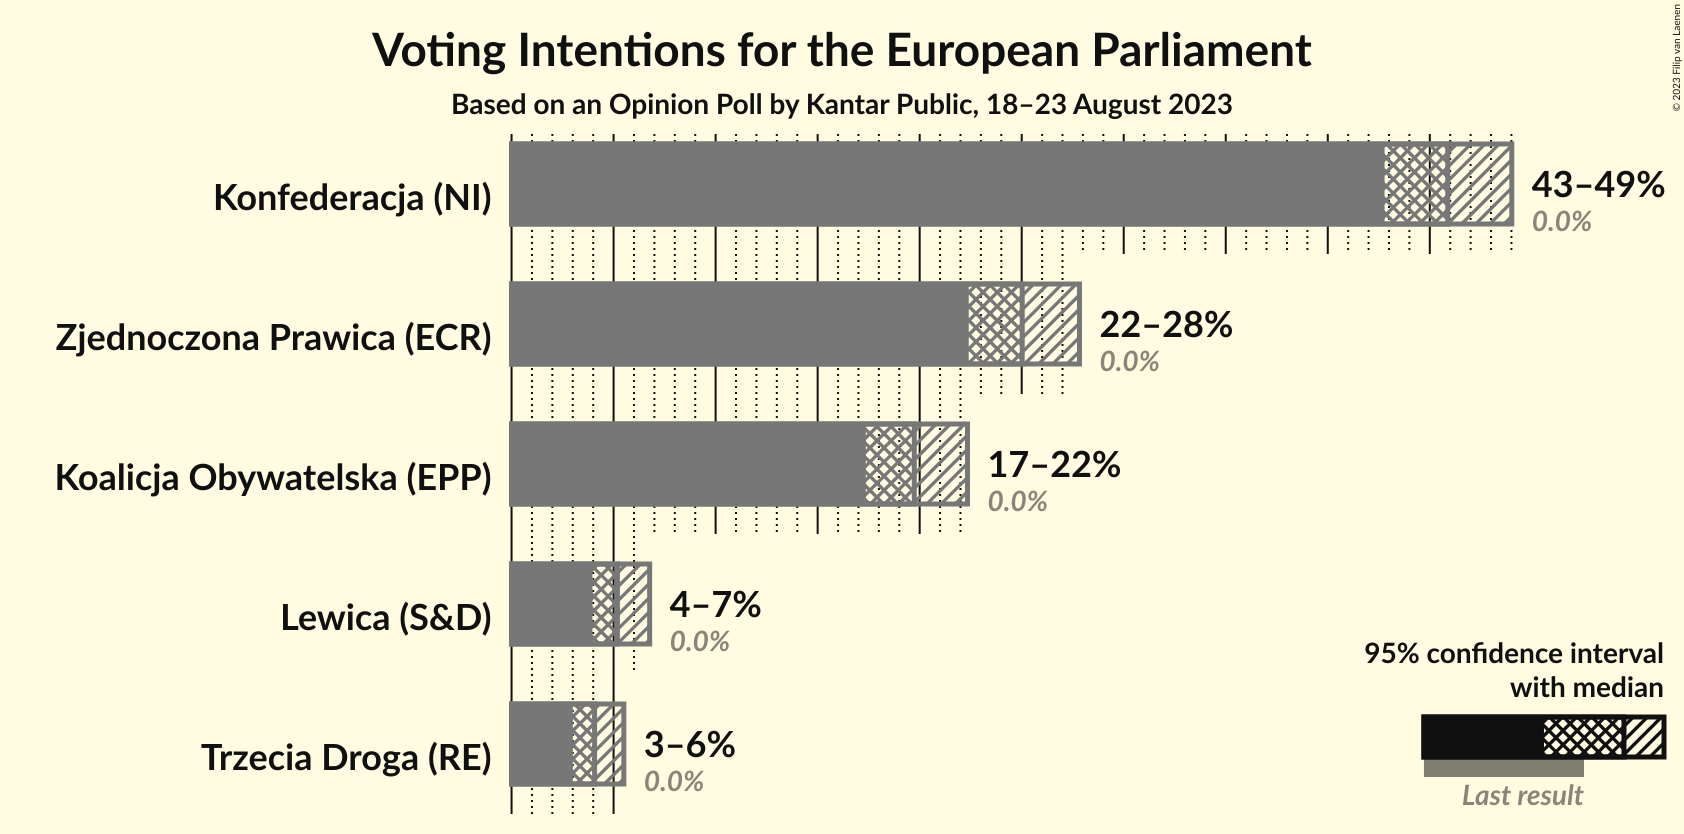 Voting Intentions for the European Parliament
Based on an Opinion Poll by Kantar Public, 18–23 August 2023
© 2023 Filip van Laenen
Konfederacja (NI)
43–49%
0.0%
Zjednoczona Prawica (ECR)
22–28%
0.0%
Koalicja Obywatelska (EPP)
17–22%
0.0%
Lewica (S&D)
4–7%
0.0%
Trzecia Droga (RE)
3–6%
0.0%
95% confidence interval
with median
Last result